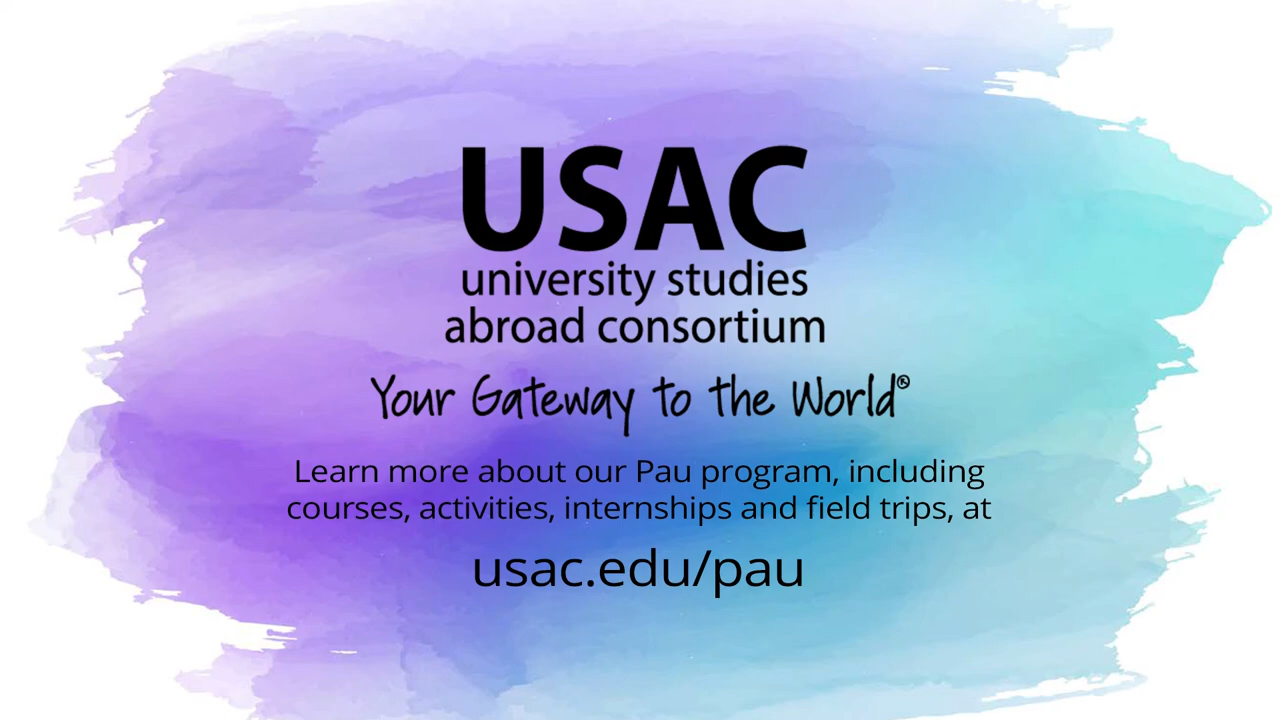 USAC
university studies
abroad consortium
Your Gateway to the World®
Learn more about our Pau program, including
courses, activities, internships and field trips, at
usac.edu/pau